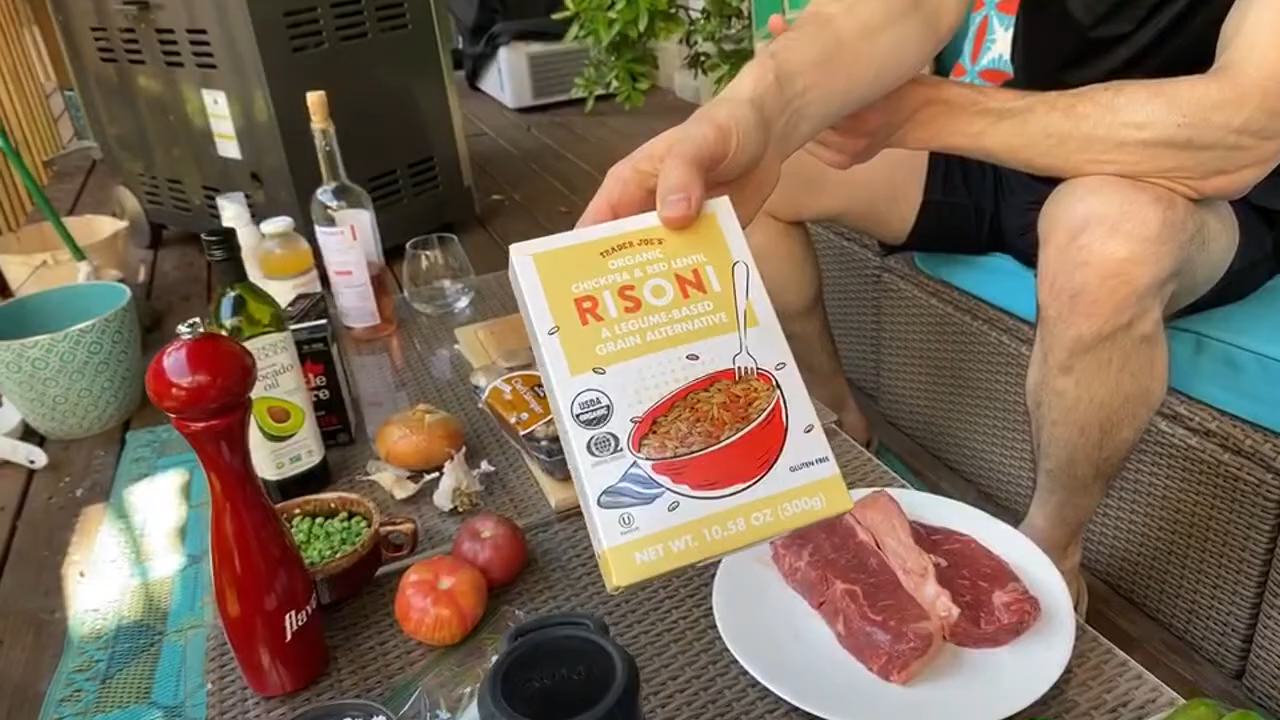 TRADER JOE'S
ORGANIC
CHICKPEA & RED LENTIL
RISONI
A LEGUME-BASED
GRAIN ALTERNATIVE
USDA
ORGANIC
GLUTEN FREE
NET WT. 10.58 OZ (300g)
avocado
oil
flav